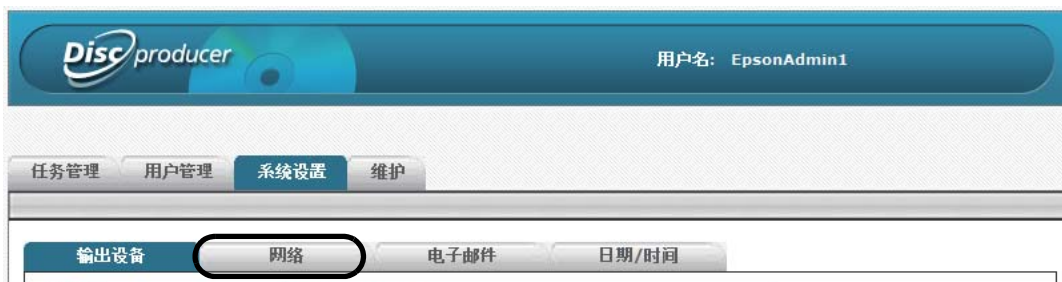 Disc producer 用户名: EpsonAdmin1
任务管理 用户管理 系统设置 维护
输出设备 网络 电子邮件 日期/时间